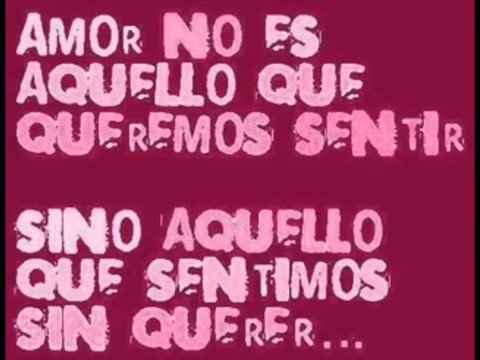 AMOR NO ES
AQUELLO QUE
QUEREMOS SENTIR
SINO AQUELLO
QUE SENTIMOS
SIN QUERER...